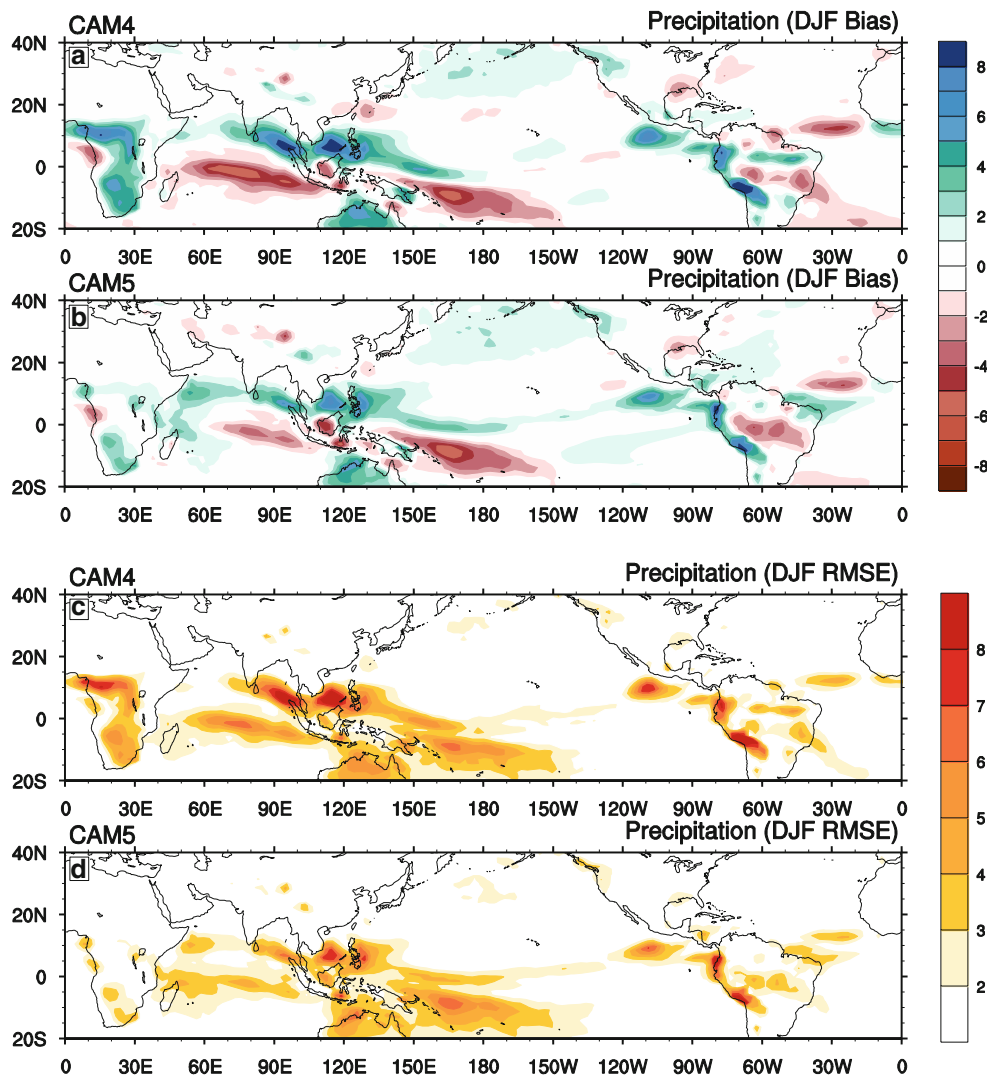 CAM4 Precipitation (DJF Bias)
a
40N
20N
0
20S
0 30E 60E 90E 120E 150E 180 150W 120W 90W 60W 30W 0
CAM5 Precipitation (DJF Bias)
b
40N
20N
0
20S
0 30E 60E 90E 120E 150E 180 150W 120W 90W 60W 30W 0
8
6
4
2
0
-2
-4
-6
-8
CAM4 Precipitation (DJF RMSE)
c
40N
20N
0
20S
0 30E 60E 90E 120E 150E 180 150W 120W 90W 60W 30W 0
CAM5 Precipitation (DJF RMSE)
d
40N
20N
0
20S
0 30E 60E 90E 120E 150E 180 150W 120W 90W 60W 30W 0
8
7
6
5
4
3
2